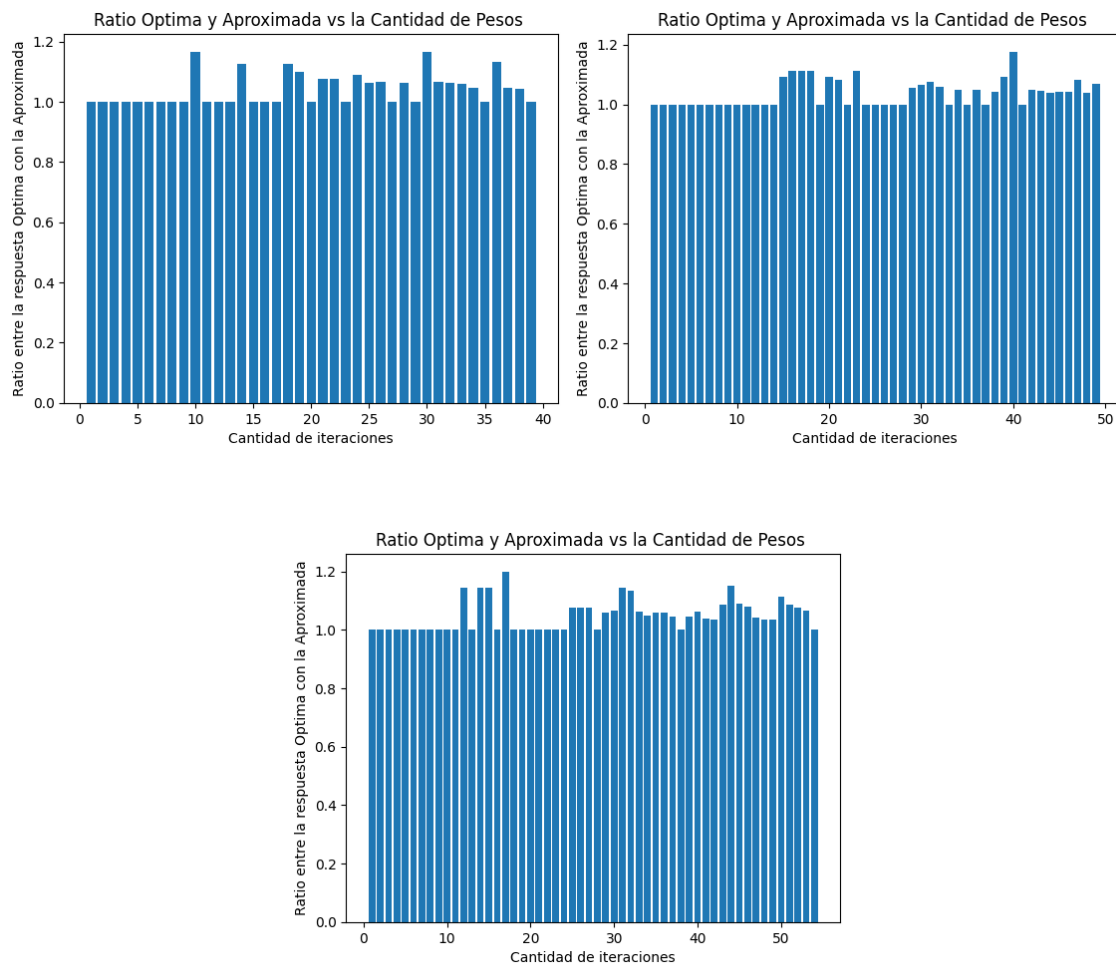 Ratio Optima y Aproximada vs la Cantidad de Pesos
Ratio entre la respuesta Optima con la Aproximada
1.2
1.0
0.8
0.6
0.4
0.2
0.0
0 5 10 15 20 25 30 35 40
Cantidad de iteraciones
Ratio Optima y Aproximada vs la Cantidad de Pesos
Ratio entre la respuesta Optima con la Aproximada
1.2
1.0
0.8
0.6
0.4
0.2
0.0
0 10 20 30 40 50
Cantidad de iteraciones
Ratio Optima y Aproximada vs la Cantidad de Pesos
Ratio entre la respuesta Optima con la Aproximada
1.2
1.0
0.8
0.6
0.4
0.2
0.0
0 10 20 30 40 50
Cantidad de iteraciones